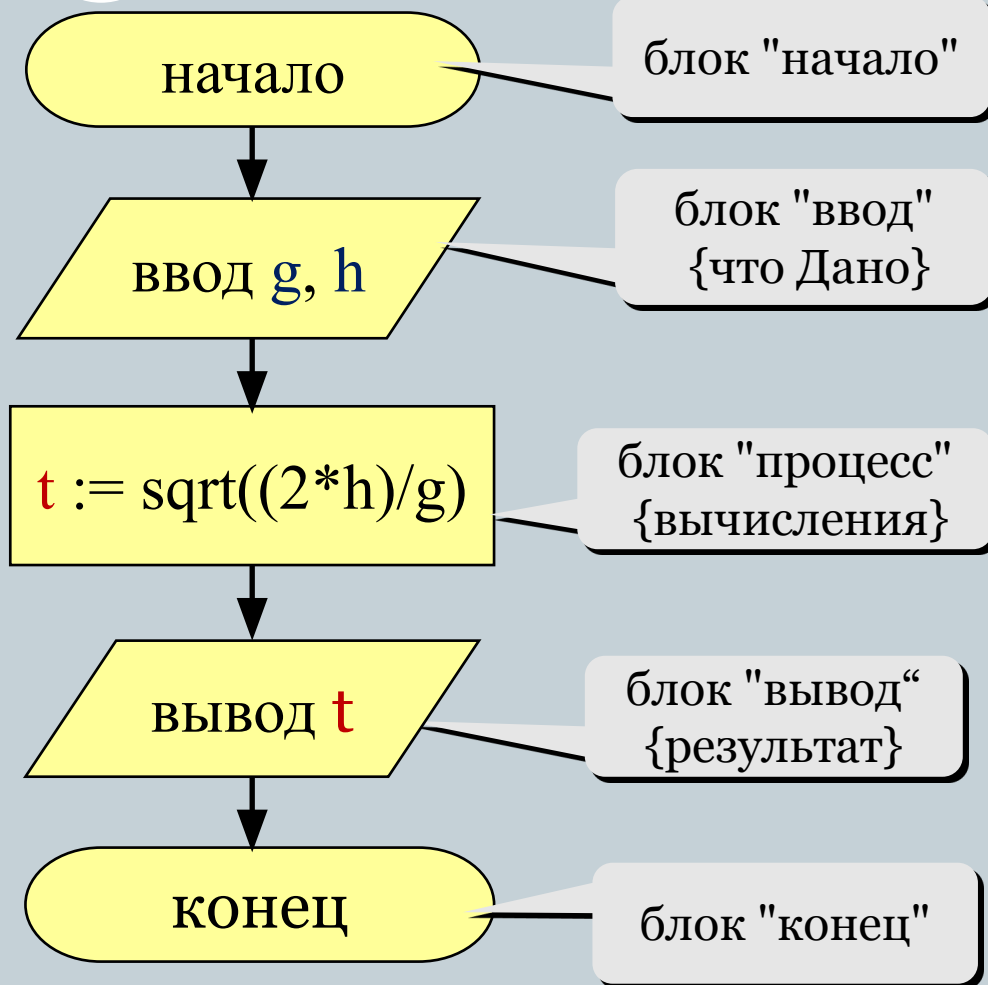 начало
блок "начало"
ввод g, h
блок "ввод"
{что Дано}
t := sqrt((2*h)/g)
блок "процесс"
{вычисления}
вывод t
блок "вывод“
{результат}
конец
блок "конец"